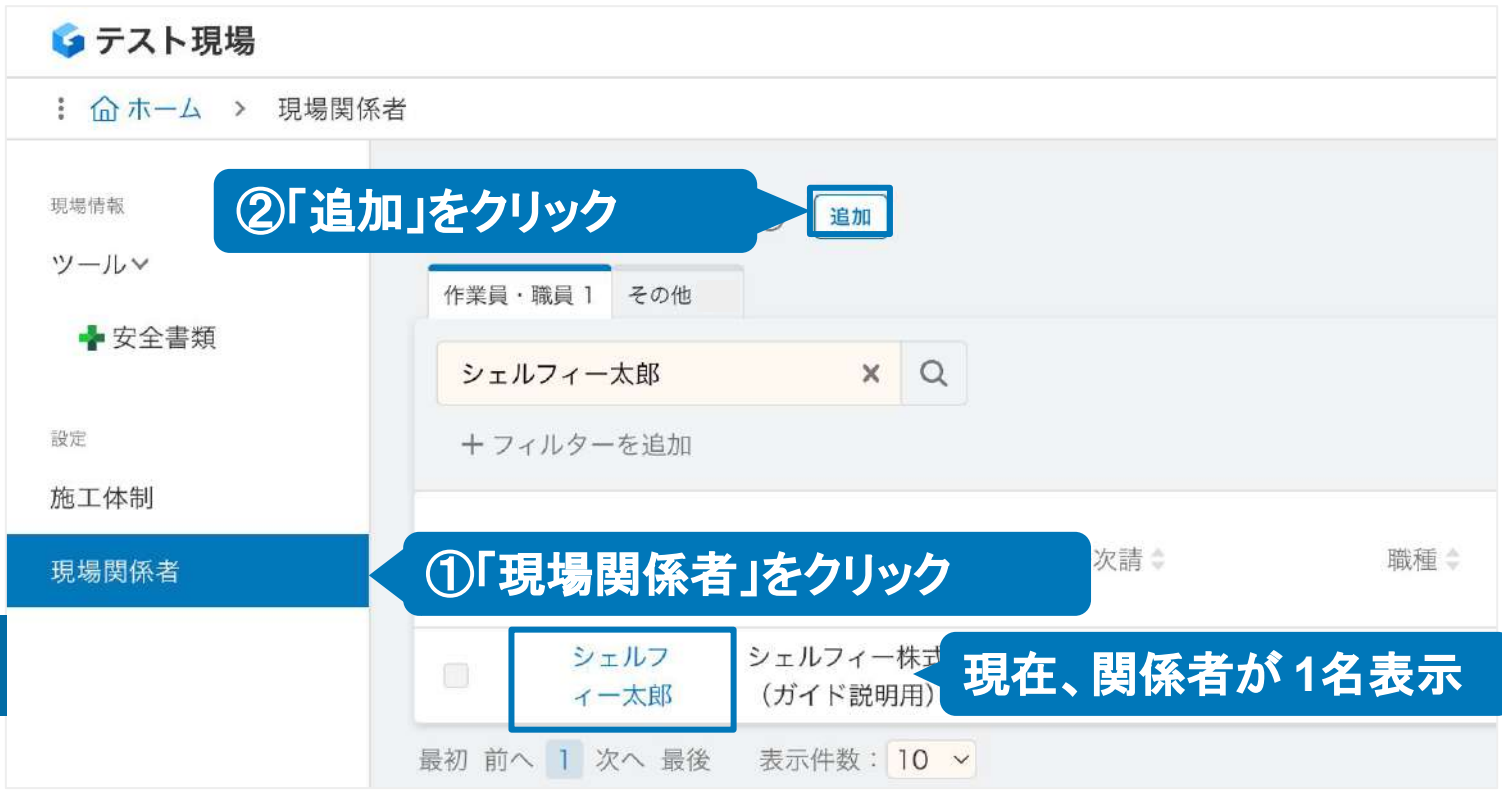 テスト現場
ホーム > 現場関係者
現場情報
②「追加」をクリック
追加
ツール
作業員・職員 1 その他
安全書類
シェルフィー太郎
設定
+ フィルターを追加
施工体制
現場関係者
①「現場関係者」をクリック
次請
職種
シェルフ
ィー太郎
シェルフィー株式
（ガイド説明用）
現在、関係者が 1名表示
最初 前へ 1 次へ 最後 表示件数： 10